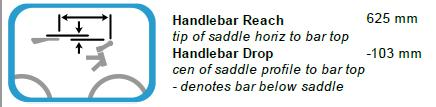 Handlebar Reach 625 mm
tip of saddle horiz to bar top
Handlebar Drop -103 mm
cen of saddle profile to bar top
- denotes bar below saddle